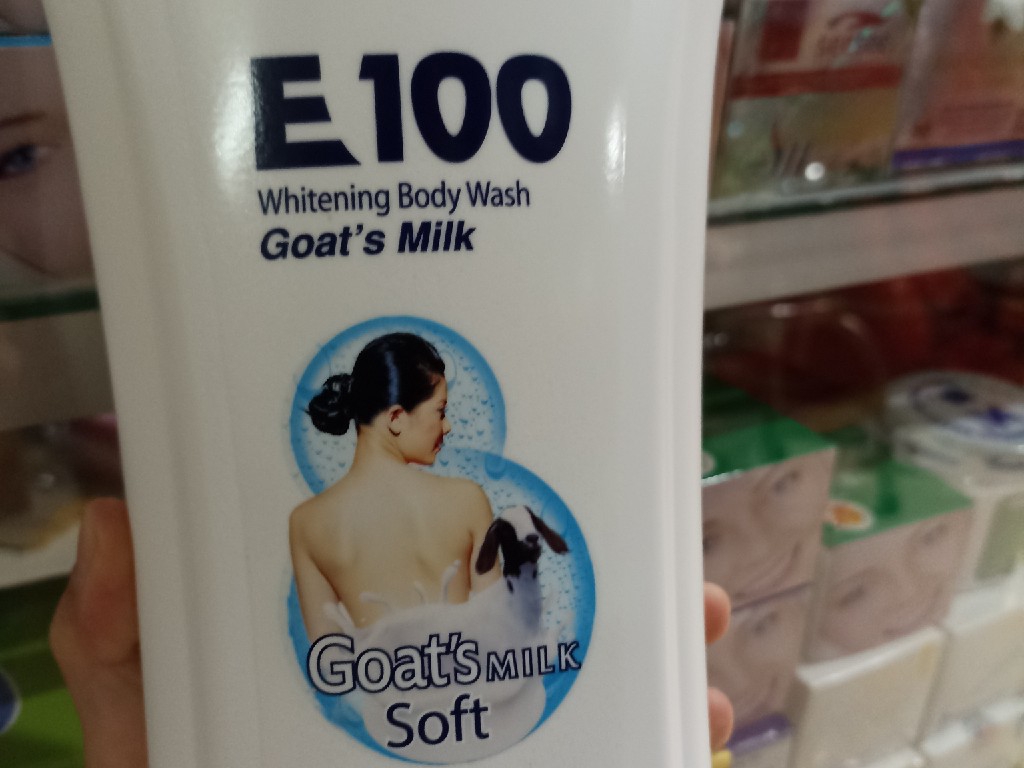 E100
Whitening Body Wash
Goat's Milk
Goat's MILK
Soft